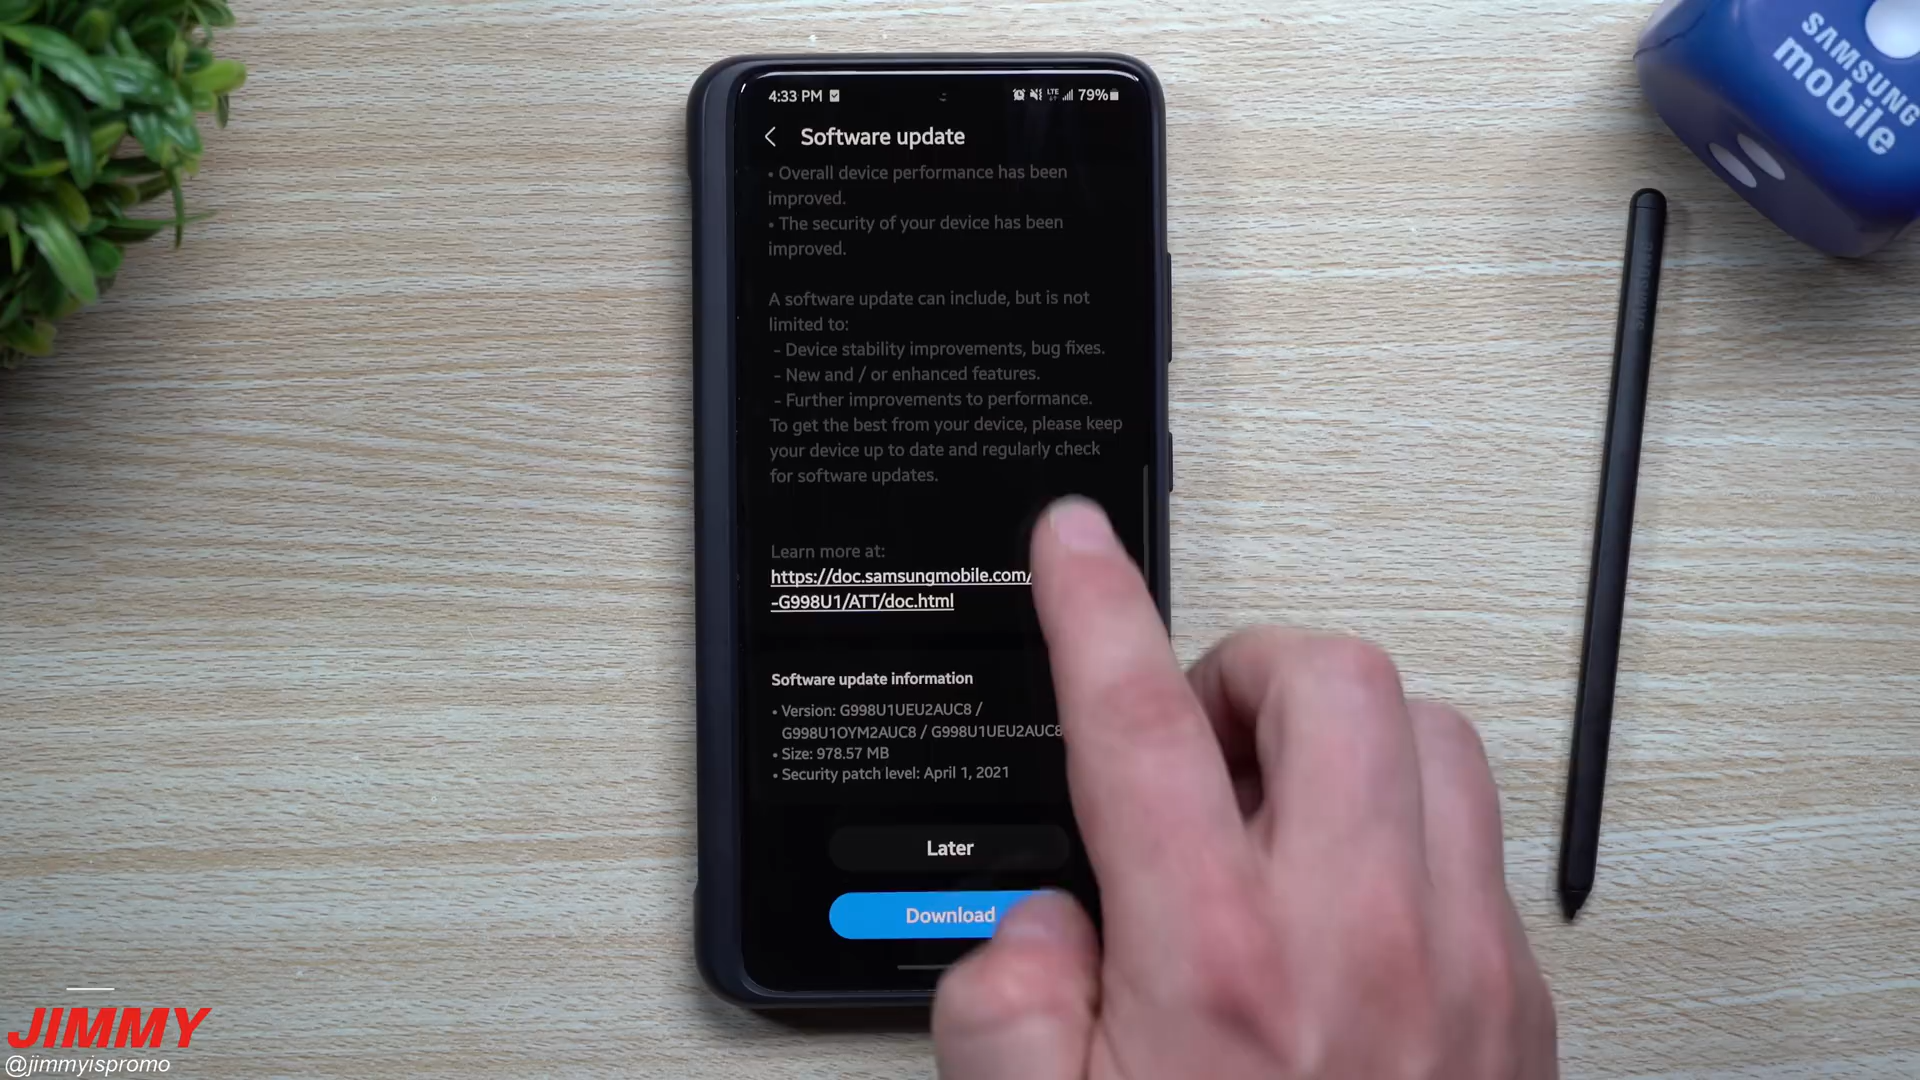 SAMSUNG
mobile
4:33 PM
LTE
79%
Software update
• Overall device performance has been
improved.
• The security of your device has been
improved.
A software update can include, but is not
limited to:
- Device stability improvements, bug fixes.
- New and / or enhanced features.
- Further improvements to performance.
To get the best from your device, please keep
your device up to date and regularly check
for software updates.
Learn more at:
https://doc.samsungmobile.com/
-G998U1/ATT/doc.html
Software update information
• Version: G998U1UEU2AUC8 /
G998U1OYM2AUC8 / G998U1UEU2AUC8
• Size: 978.57 MB
• Security patch level: April 1, 2021
Later
Download
SAMSUNG
JIMMY
@jimmyispromo